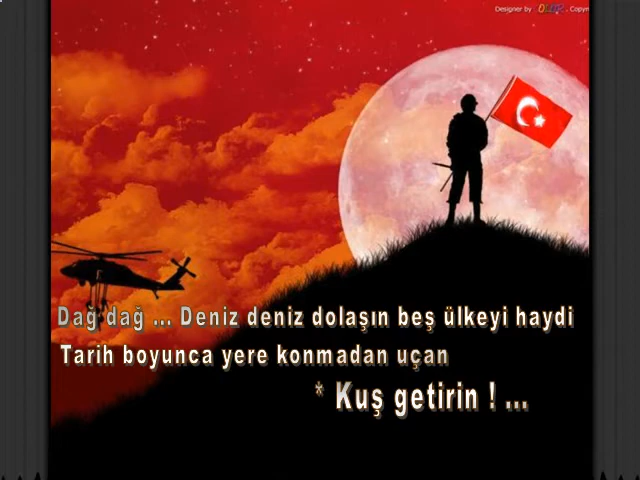 Designer by
Dağ dağ ... Deniz deniz dolaşın beş ülkeyi haydi
Tarih boyunca yere konmadan uçan
* Kuş getirin ! ...